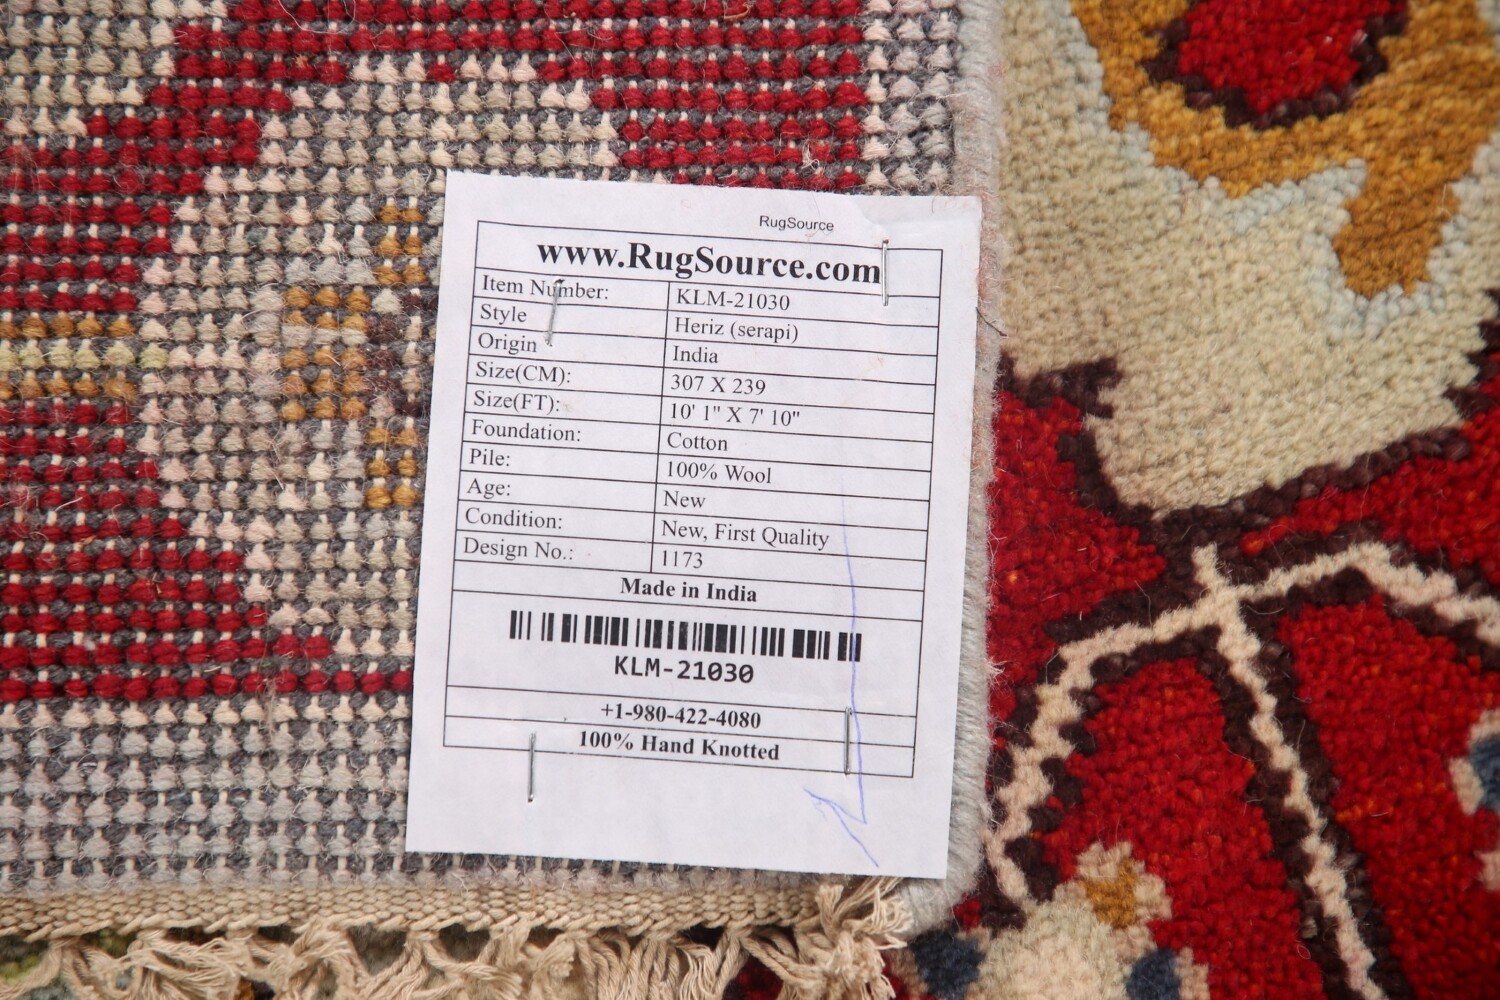 RugSource
www.RugSource.com
Item Number: KLM-21030
Style Heriz (serapi)
Origin India
Size(CM): 307 X 239
Size(FT): 10' 1" X 7' 10"
Foundation: Cotton
Pile: 100% Wool
Age: New
Condition: New, First Quality
Design No.: 1173
Made in India
KLM-21030
+1-980-422-4080
100% Hand Knotted